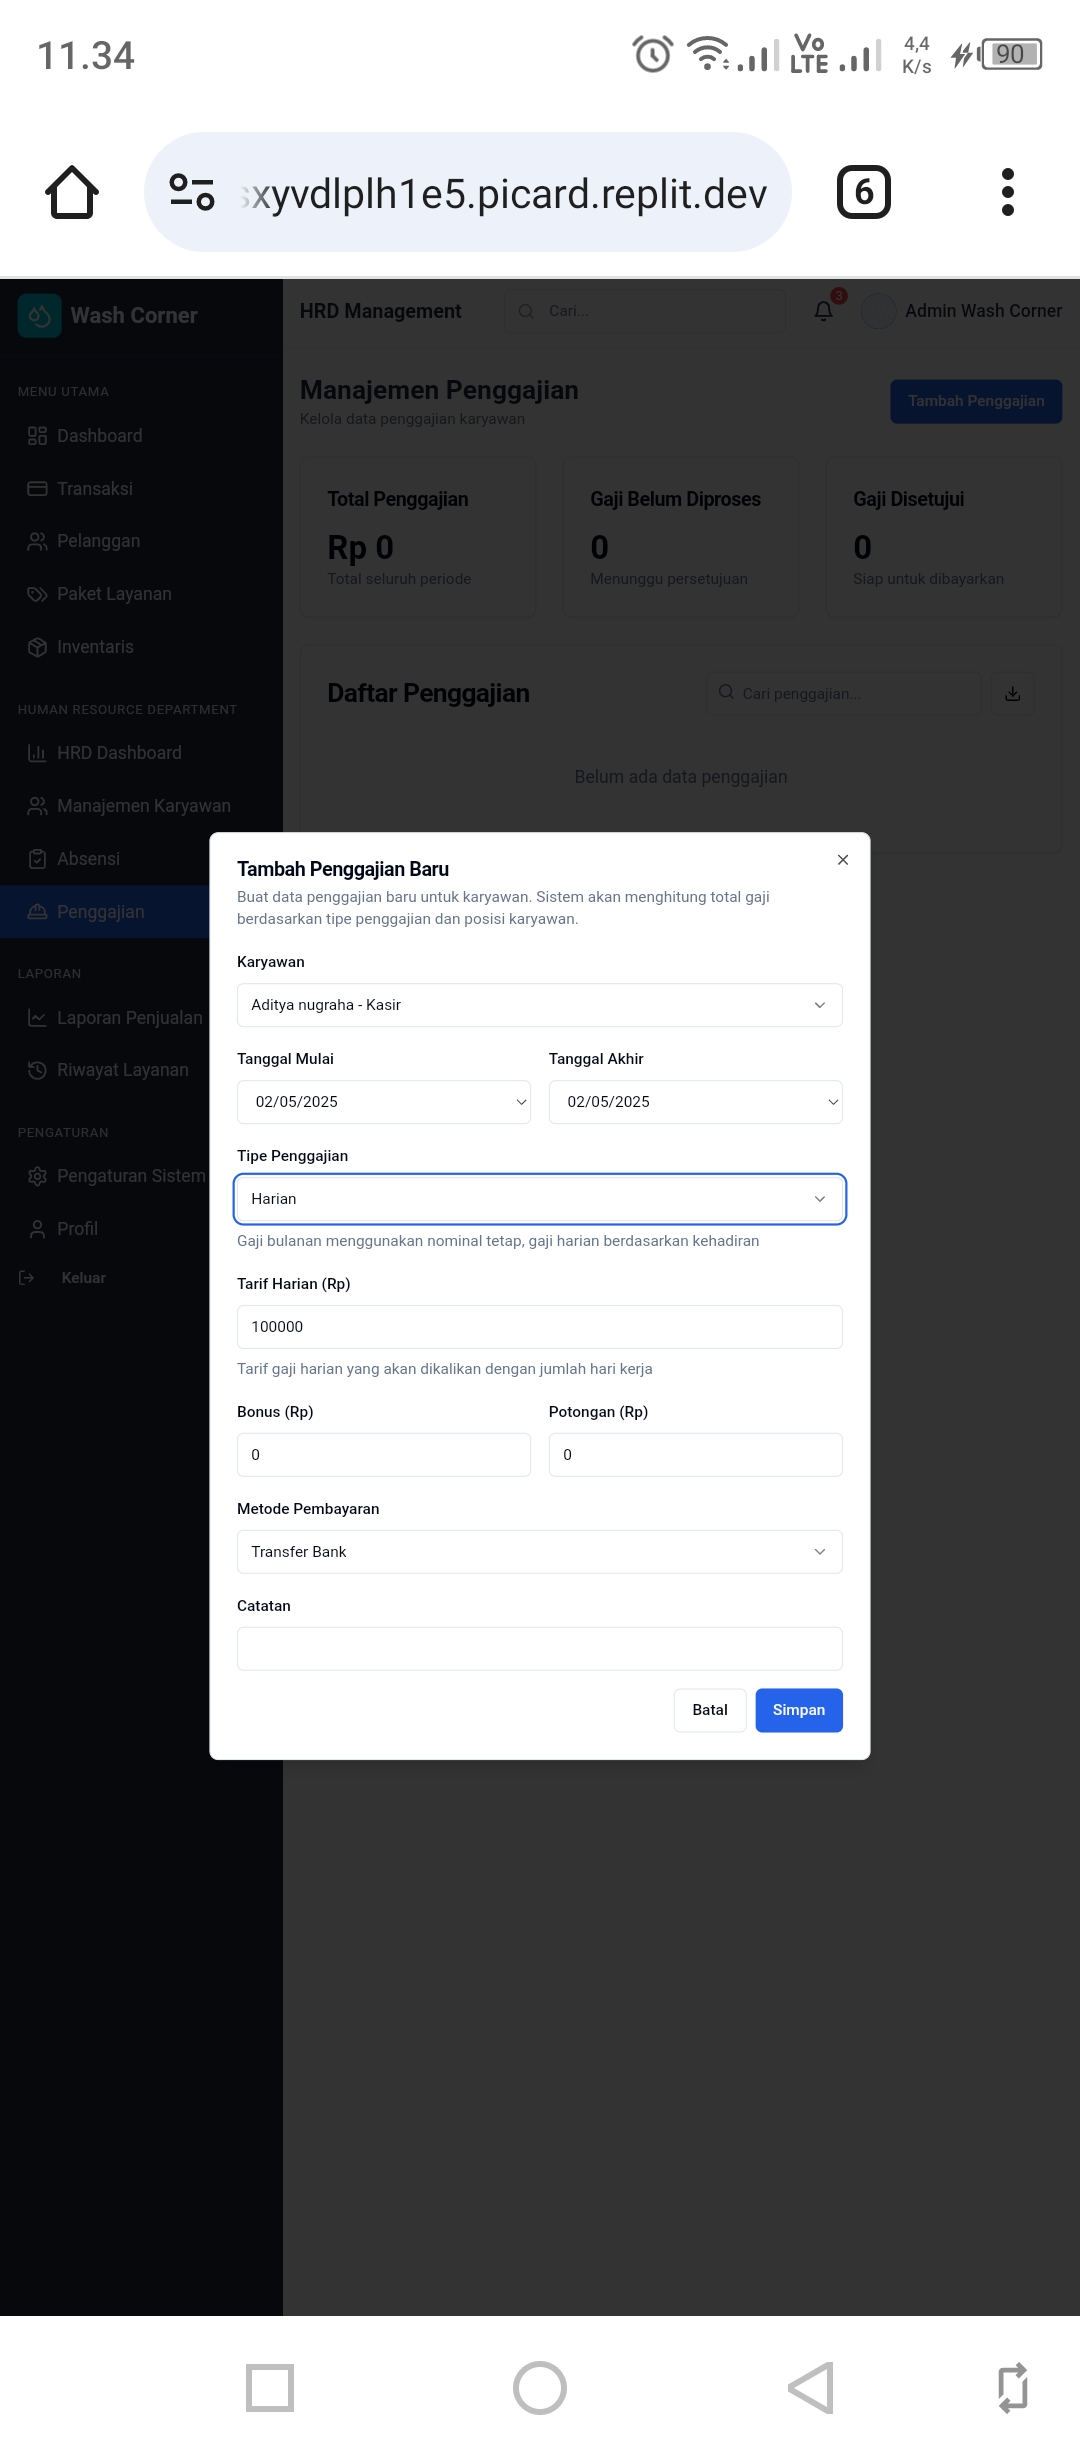 11.34
Vo
LTE
4,4
K/s
90
sxyvdlplh1e5.picard.replit.dev
6
Wash Corner
HRD Management
Cari...
3
Admin Wash Corner
MENU UTAMA
Dashboard
Transaksi
Pelanggan
Paket Layanan
Inventaris
HUMAN RESOURCE DEPARTMENT
HRD Dashboard
Manajemen Karyawan
Absensi
Penggajian
LAPORAN
Laporan Penjualan
Riwayat Layanan
PENGATURAN
Pengaturan Sistem
Profil
Keluar
Manajemen Penggajian
Kelola data penggajian karyawan
Tambah Penggajian
Total Penggajian
Rp 0
Total seluruh periode
Gaji Belum Diproses
0
Menunggu persetujuan
Gaji Disetujui
0
Siap untuk dibayarkan
Daftar Penggajian
Cari penggajian...
Belum ada data penggajian
Tambah Penggajian Baru
Buat data penggajian baru untuk karyawan. Sistem akan menghitung total gaji
berdasarkan tipe penggajian dan posisi karyawan.
Karyawan
Aditya nugraha - Kasir
Tanggal Mulai
Tanggal Akhir
02/05/2025
02/05/2025
Tipe Penggajian
Harian
Gaji bulanan menggunakan nominal tetap, gaji harian berdasarkan kehadiran
Tarif Harian (Rp)
100000
Tarif gaji harian yang akan dikalikan dengan jumlah hari kerja
Bonus (Rp)
Potongan (Rp)
0
0
Metode Pembayaran
Transfer Bank
Catatan
Batal
Simpan